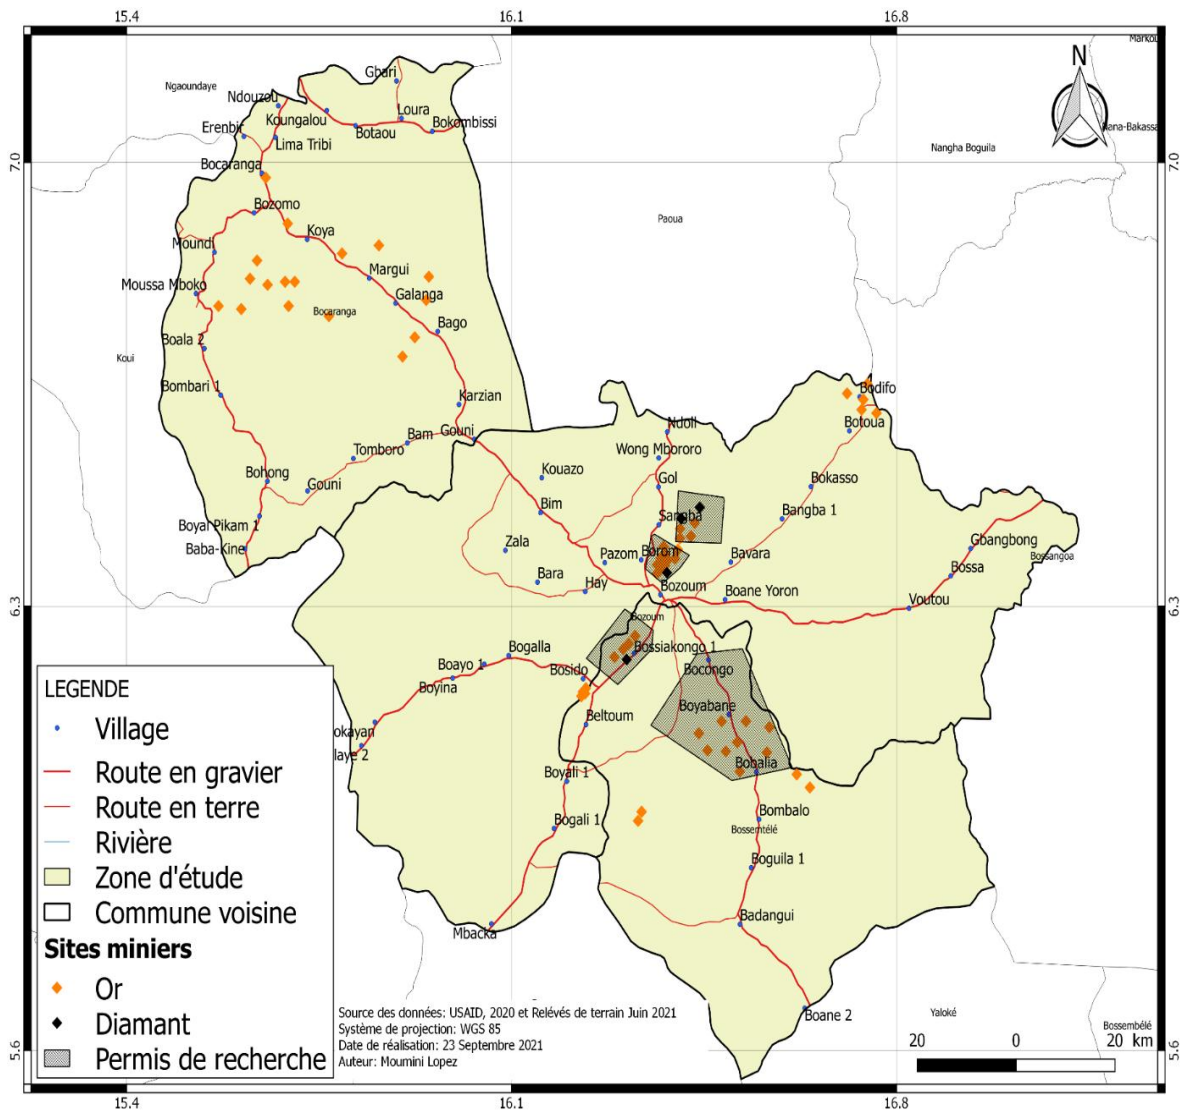 15.4
16.1
16.8
Markou
Gbari
Ngaoundaye
N
Ndouzou
Koungalou
Loura
Erenbir
Botaou
Bokombissi
Nana-Bakassa
Lima Tribi
Nangha Boguila
7.0
Bocaranga
7.0
Bozomo
Paoua
Koya
Moundi
Margui
Moussa Mboko
Galanga
Bocaranga
Bago
Boala 2
Koui
Bombari 1
Bodifo
Karzian
Botoua
Gouni
Ndoli
Bam
Tomboro
Wong Mbororo
Kouazo
Bohong
Gol
Bokasso
Gouni
Bim
Sangba
Bangba 1
Boyal Pikam 1
Baba-Kine
Zala
Pazom
Borom
Bavara
Gbangbong
Bossangoa
Bara
Hay
Bozoum
Boane Yoron
Bossa
6.3
Voutou
6.3
Bozoum
Bogalla
Bossiakongo 1
Boayo 1
Bosido
Bocongo
Boyina
Boyabane
Beltoum
okayan
laye 2
Boyali 1
Bobalia
Bombalo
Bogali 1
Bossemtélé
Boguila 1
Mbacka
Badangui
Boane 2
LEGENDE
Village
Route en gravier
Route en terre
Rivière
Zone d'étude
Commune voisine
Sites miniers
Or
Diamant
Permis de recherche
Source des données: USAID, 2020 et Relévés de terrain Juin 2021
Système de projection: WGS 85
Date de réalisation: 23 Septembre 2021
Auteur: Moumini Lopez
Yaloké
Bossembélé
5.6
20 0 20 km
5.6
15.4
16.1
16.8